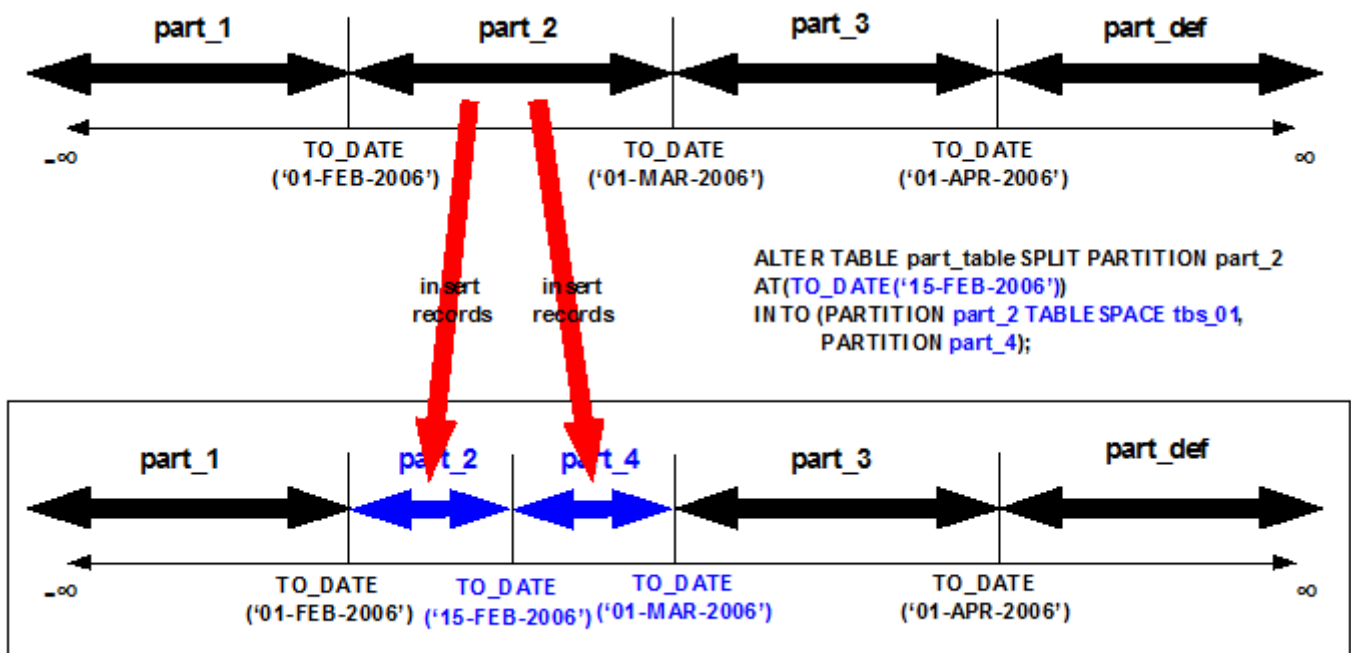 part_1 part_2 part_3 part_def
-∞ TO_DATE TO_DATE TO_DATE ∞
(‘01-FEB-2006’) (‘01-MAR-2006’) (‘01-APR-2006’)
ALTER TABLE part_table SPLIT PARTITION part_2
AT(TO_DATE(‘15-FEB-2006’))
INTO (PARTITION part_2 TABLESPACE tbs_01,
PARTITION part_4);
insert insert
records records
part_1 part_2 part_4 part_3 part_def
-∞ TO_DATE TO_DATE TO_DATE TO_DATE ∞
(‘01-FEB-2006’) (‘15-FEB-2006’) (‘01-MAR-2006’) (‘01-APR-2006’)